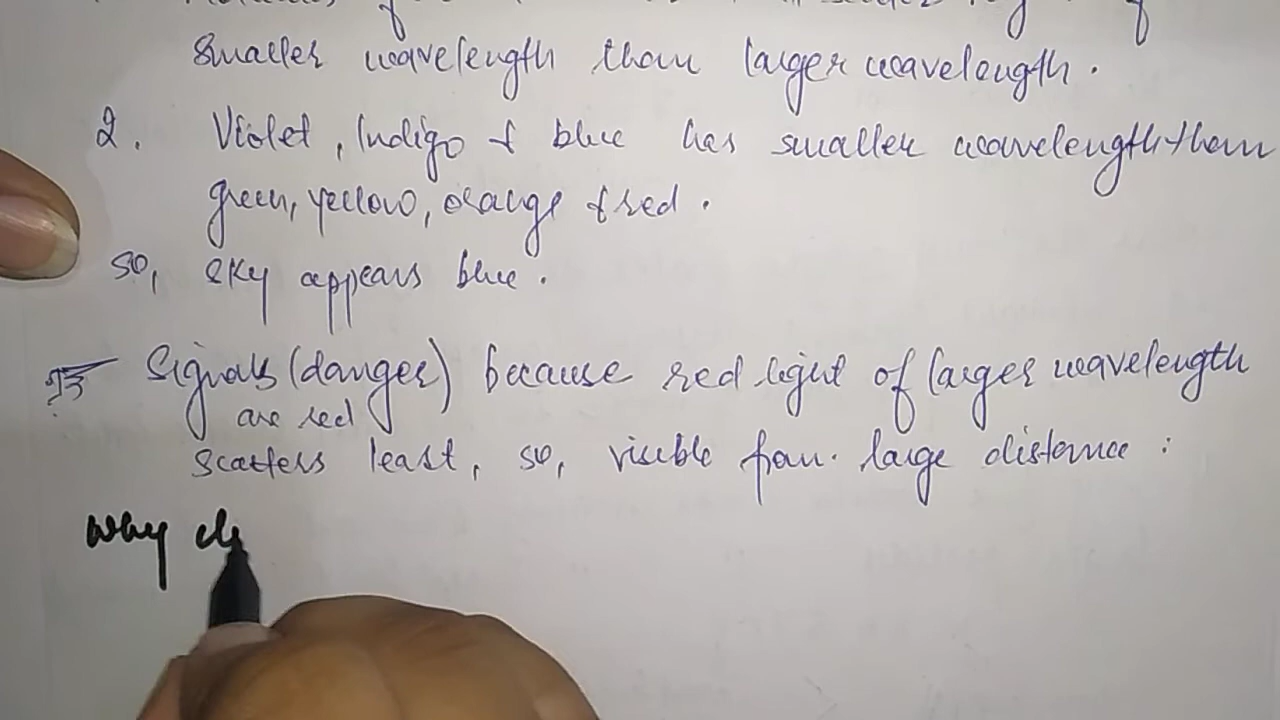 smaller wavelength than larger wavelength.
2. Violet, Indigo & blue has smaller wavelength than
green, yellow, orange & red.
so, sky appears blue.
Signals (danger) because red light of larger wavelength
are red
scatters least, so, visible from large distance :
Why